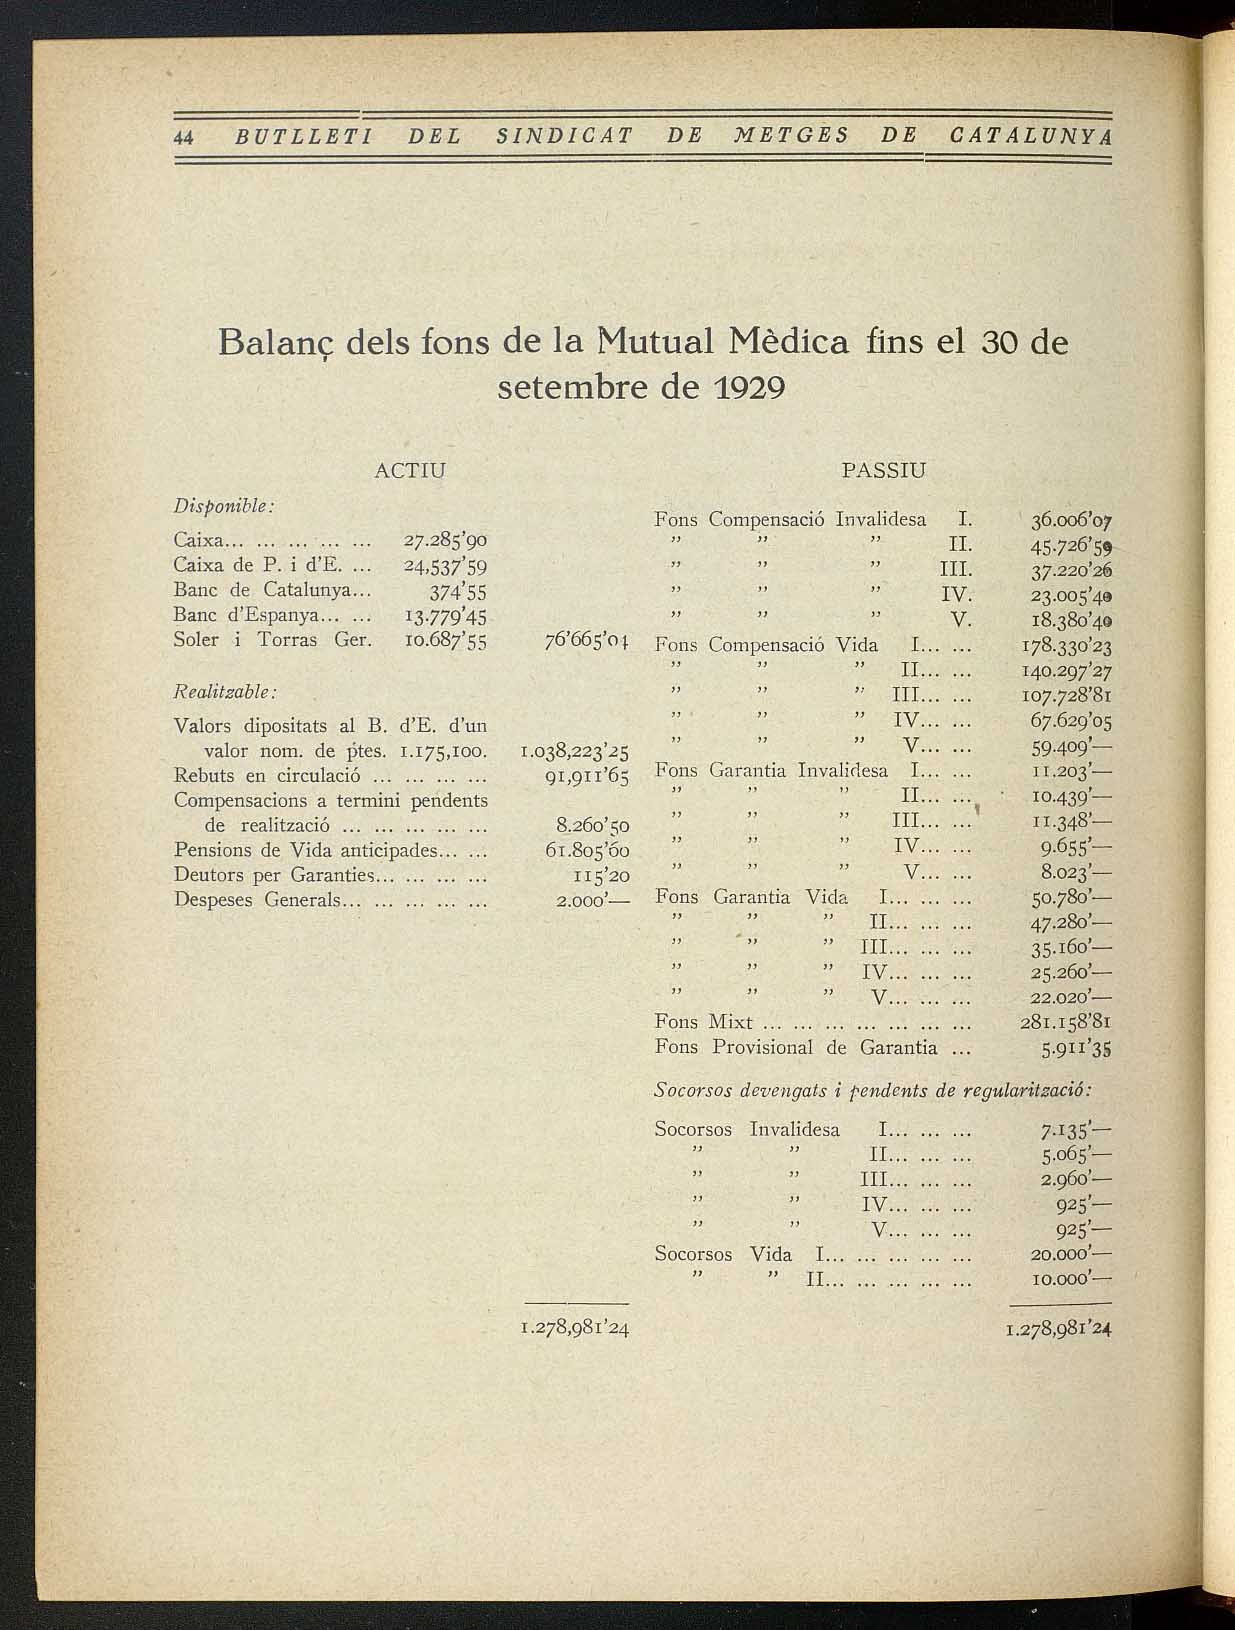 44 BUTLLETI DEL SINDICAT DE METGES DE CATALUNYA
Balanç dels fons de la Mutual Mèdica fins el 30 de
setembre de 1929
ACTIU
Disponible:
Caixa... ... ... ... ... 27.285'90
Caixa de P. i d'E. ... 24,537'59
Banc de Catalunya... 374'55
Banc d'Espanya... ... 13.779'45
Soler i Torras Ger. 10.687'55 76'665'04
Realitzable:
Valors dipositats al B. d'E. d'un
valor nom. de ptes. 1.175,100. 1.038,223'25
Rebuts en circulació ... ... ... ... 91,911'65
Compensacions a termini pendents
de realització ... ... ... ... ... 8.260'50
Pensions de Vida anticipades... ... 61.805'60
Deutors per Garanties... ... ... ... 115'20
Despeses Generals... ... ... ... ... 2.000'—
1.278,981'24
PASSIU
Fons Compensació Invalidesa I. 36.006'07
" " " II. 45.726'59
" " " III. 37.220'26
" " " IV. 23.005'40
" " " V. 18.380'40
Fons Compensació Vida I... ... 178.330'23
" " " II... ... 140.297'27
" " " III... ... 107.728'81
" " " IV... ... 67.629'05
" " " V... ... 59.409'—
Fons Garantia Invalidesa I... ... 11.203'—
" " " II... ... 10.439'—
" " " III... ... 11.348'—
" " " IV... ... 9.655'—
" " " V... ... 8.023'—
Fons Garantia Vida I... ... ... 50.780'—
" " " II... ... ... 47.280'—
" " " III... ... ... 35.160'—
" " " IV... ... ... 25.260'—
" " " V... ... ... 22.020'—
Fons Mixt ... ... ... ... ... ... ... 281.158'81
Fons Provisional de Garantia ... 5.911'35
Socorsos devengats i pendents de regularització:
Socorsos Invalidesa I... ... ... 7.135'—
" " II... ... ... 5.065'—
" " III... ... ... 2.960'—
" " IV... ... ... 925'—
" " V... ... ... 925'—
Socorsos Vida I... ... ... ... ... 20.000'—
" " II... ... ... ... ... 10.000'—
1.278,981'24